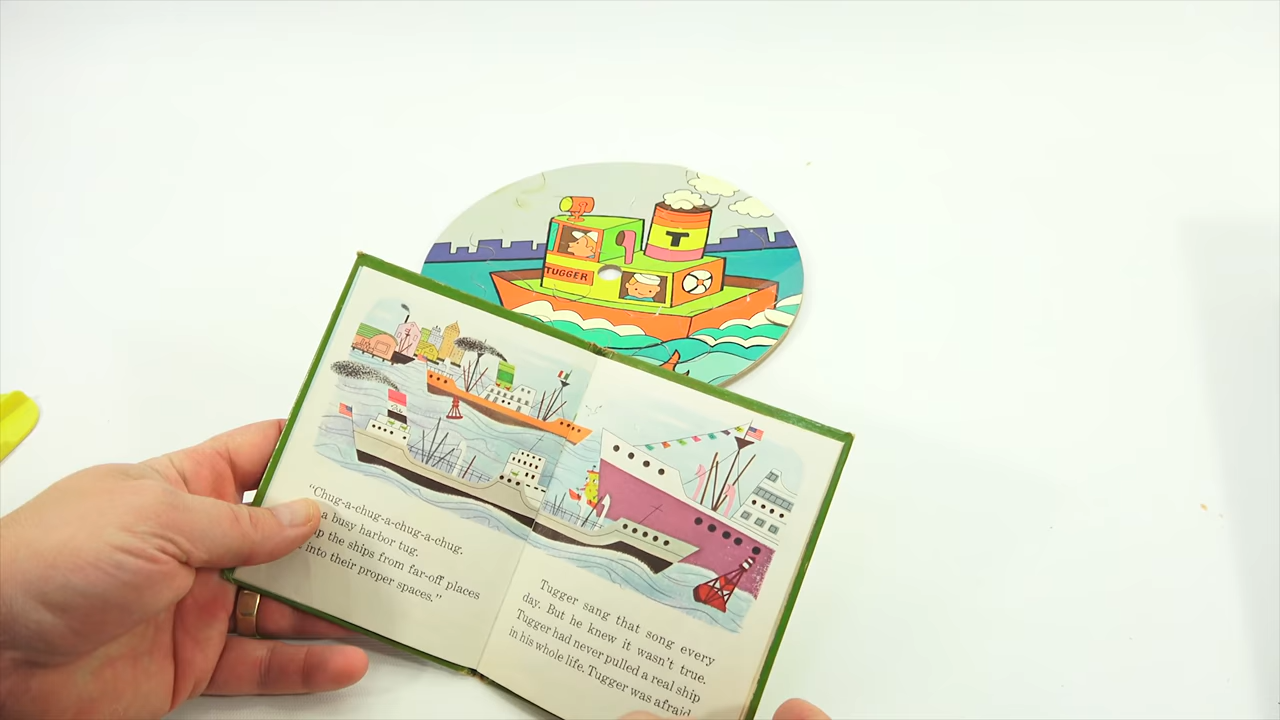 T
TUGGER
"Chug-a-chug-a-chug-a-chug.
a busy harbor tug.
up the ships from far-off places
into their proper spaces."
Tugger sang that song every
day. But he knew it wasn't true.
Tugger had never pulled a real ship
in his whole life. Tugger was afraid